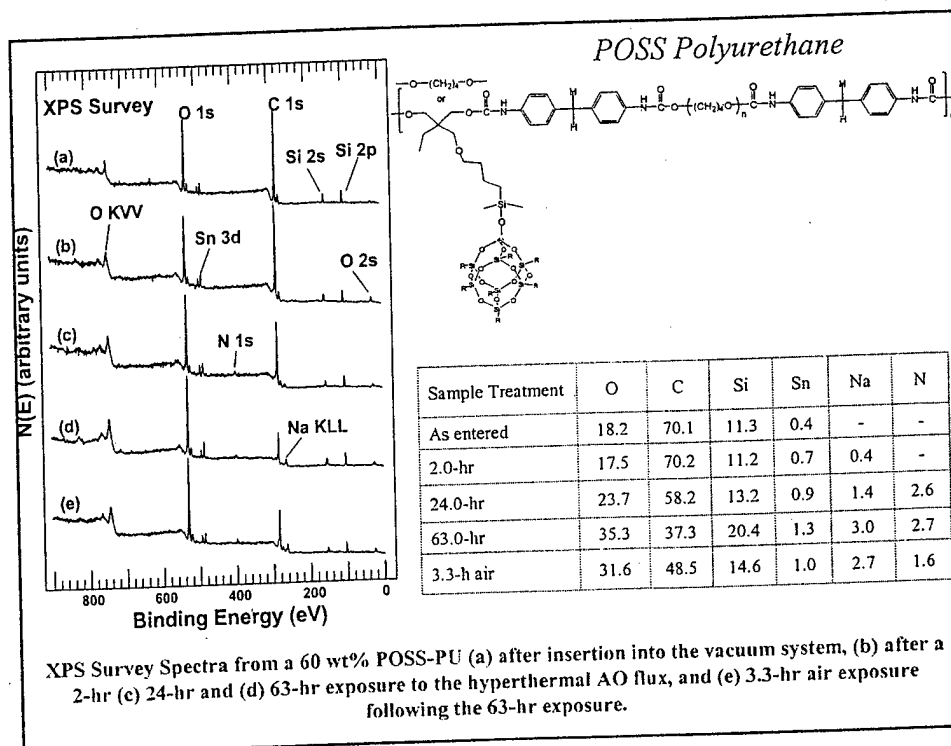 POSS Polyurethane
XPS Survey
O 1s
C 1s
Si 2s
Si 2p
(a)
O KVV
(b)
Sn 3d
O 2s
(c)
N 1s
(d)
Na KLL
(e)
N(E) (arbitrary units)
800 600 400 200 0
Binding Energy (eV)
or
Sample Treatment O C Si Sn Na N
As entered 18.2 70.1 11.3 0.4 - -
2.0-hr 17.5 70.2 11.2 0.7 0.4 -
24.0-hr 23.7 58.2 13.2 0.9 1.4 2.6
63.0-hr 35.3 37.3 20.4 1.3 3.0 2.7
3.3-h air 31.6 48.5 14.6 1.0 2.7 1.6
XPS Survey Spectra from a 60 wt% POSS-PU (a) after insertion into the vacuum system, (b) after a
2-hr (c) 24-hr and (d) 63-hr exposure to the hyperthermal AO flux, and (e) 3.3-hr air exposure
following the 63-hr exposure.